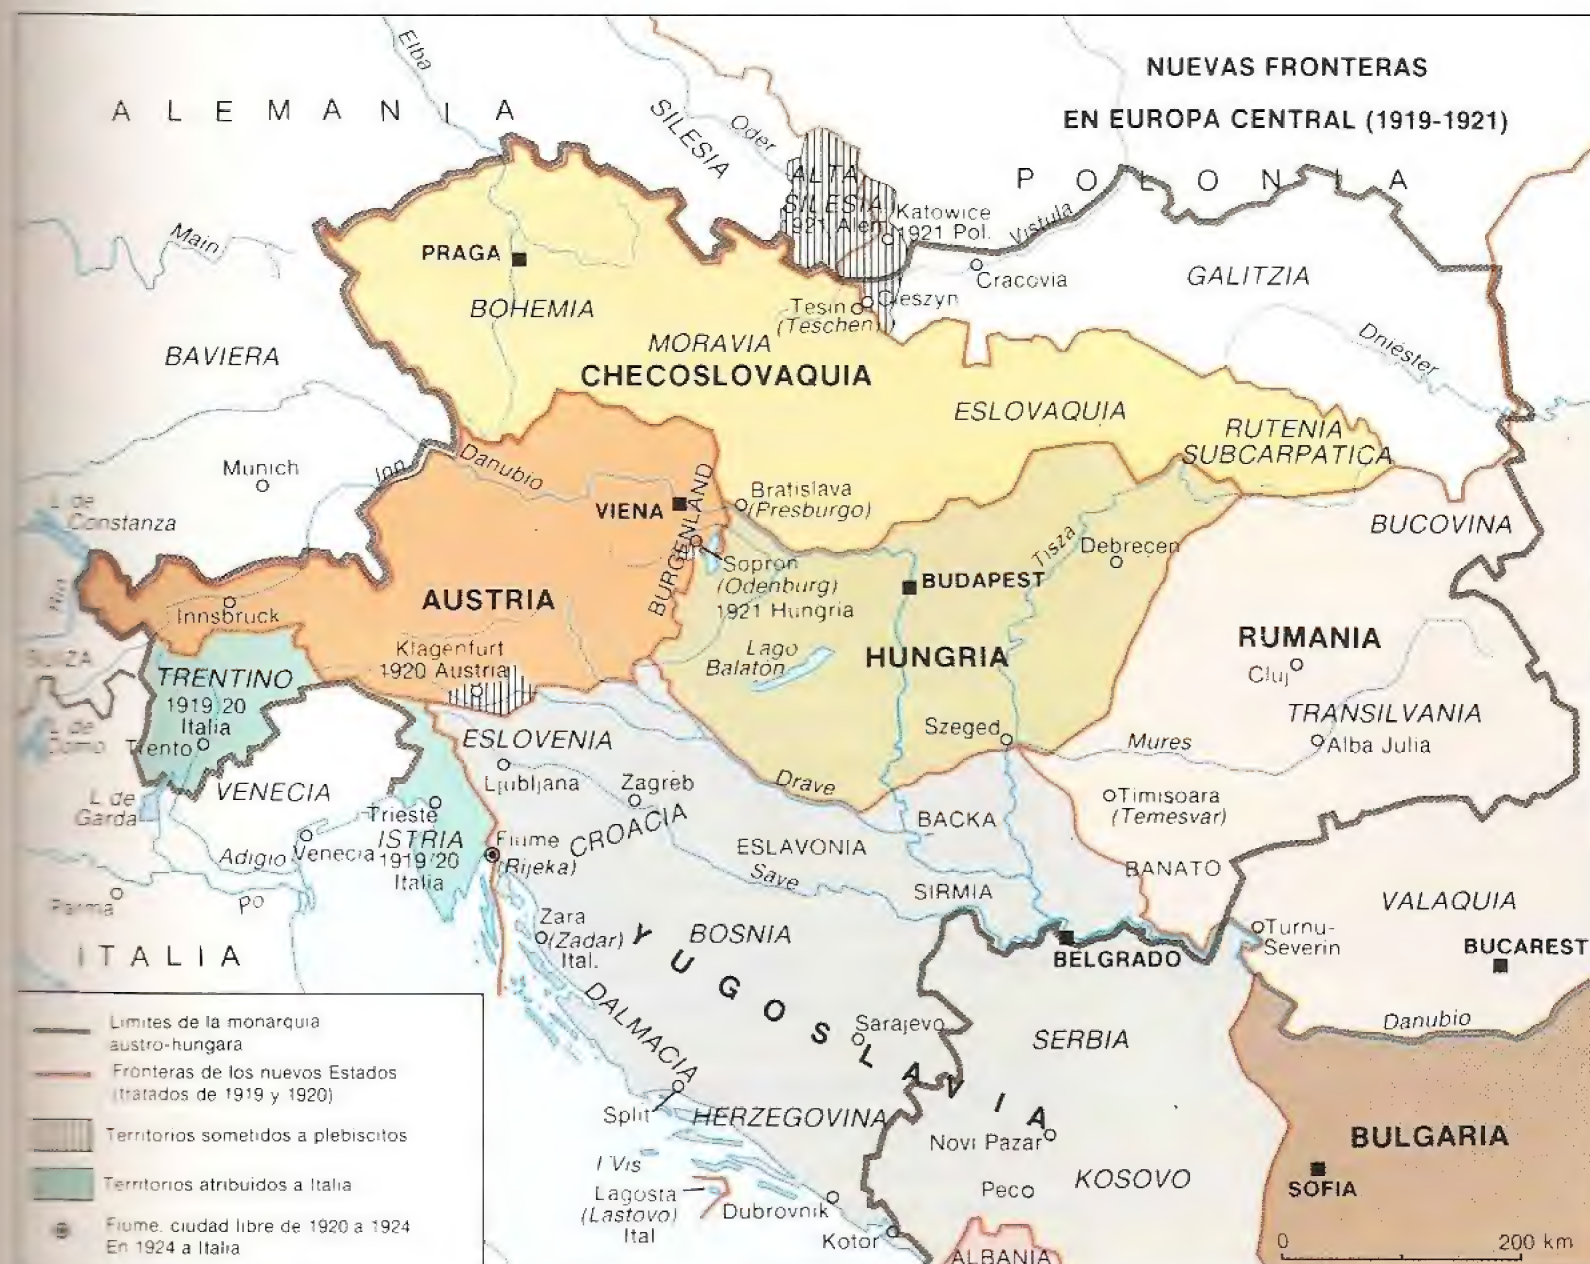 NUEVAS FRONTERAS
EN EUROPA CENTRAL (1919-1921)
ALEMANIA
Elba
SILESIA
Oder
ALTA
SILESIA
1921 Alem.
Katowice
1921 Pol.
POLONIA
Vistula
Cracovia
GALITZIA
Dniéster
Main
PRAGA
BOHEMIA
Tesin
(Teschen)
Cieszyn
MORAVIA
CHECOSLOVAQUIA
ESLOVAQUIA
RUTENIA
SUBCARPATICA
BAVIERA
Munich
Inn
Danubio
VIENA
BURGENLAND
Bratislava
(Presburgo)
Sopron
(Odenburg)
1921 Hungria
BUDAPEST
Tisza
Debrecen
BUCOVINA
L de
Constanza
Innsbruck
AUSTRIA
Klagenfurt
1920 Austria
Lago
Balatón
HUNGRIA
RUMANIA
Cluj
TRANSILVANIA
Alba Julia
Mures
Szeged
SUIZA
TRENTINO
1919/20
Italia
Trento
L de
Como
L de
Garda
VENECIA
Adigio
Venecia
Trieste
ISTRIA
1919/20
Italia
ESLOVENIA
Ljubljana
Zagreb
CROACIA
Fiume
(Rijeka)
Drave
BACKA
ESLAVONIA
Save
SIRMIA
Timisoara
(Temesvar)
BANATO
VALAQUIA
Turnu-
Severin
BUCAREST
Danubio
Parma
Po
ITALIA
Zara
(Zadar)
Ital.
BOSNIA
YUGOSLAVIA
DALMACIA
Sarajevo
BELGRADO
SERBIA
Split
HERZEGOVINA
Novi Pazar
Peco
KOSOVO
I Vis
Lagosta
(Lastovo)
Ital
Dubrovnik
Kotor
ALBANIA
BULGARIA
SOFIA
0 200 km
Limites de la monarquia
austro-hungara
Fronteras de los nuevos Estados
(tratados de 1919 y 1920)
Territorios sometidos a plebiscitos
Territorios atribuidos a Italia
Fiume, ciudad libre de 1920 a 1924
En 1924 a Italia